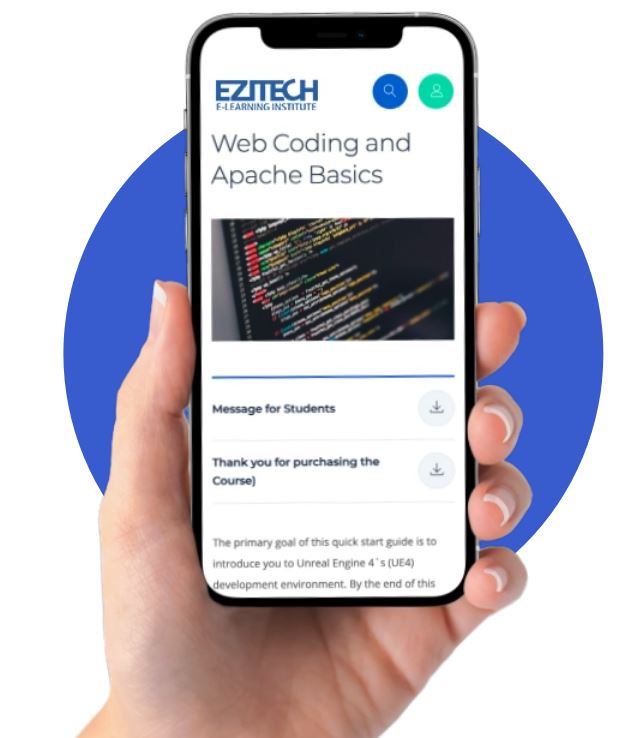 EZITECH
E-LEARNING INSTITUTE
Web Coding and
Apache Basics
Message for Students
Thank you for purchasing the
Course)
The primary goal of this quick start guide is to
introduce you to Unreal Engine 4`s (UE4)
development environment. By the end of this